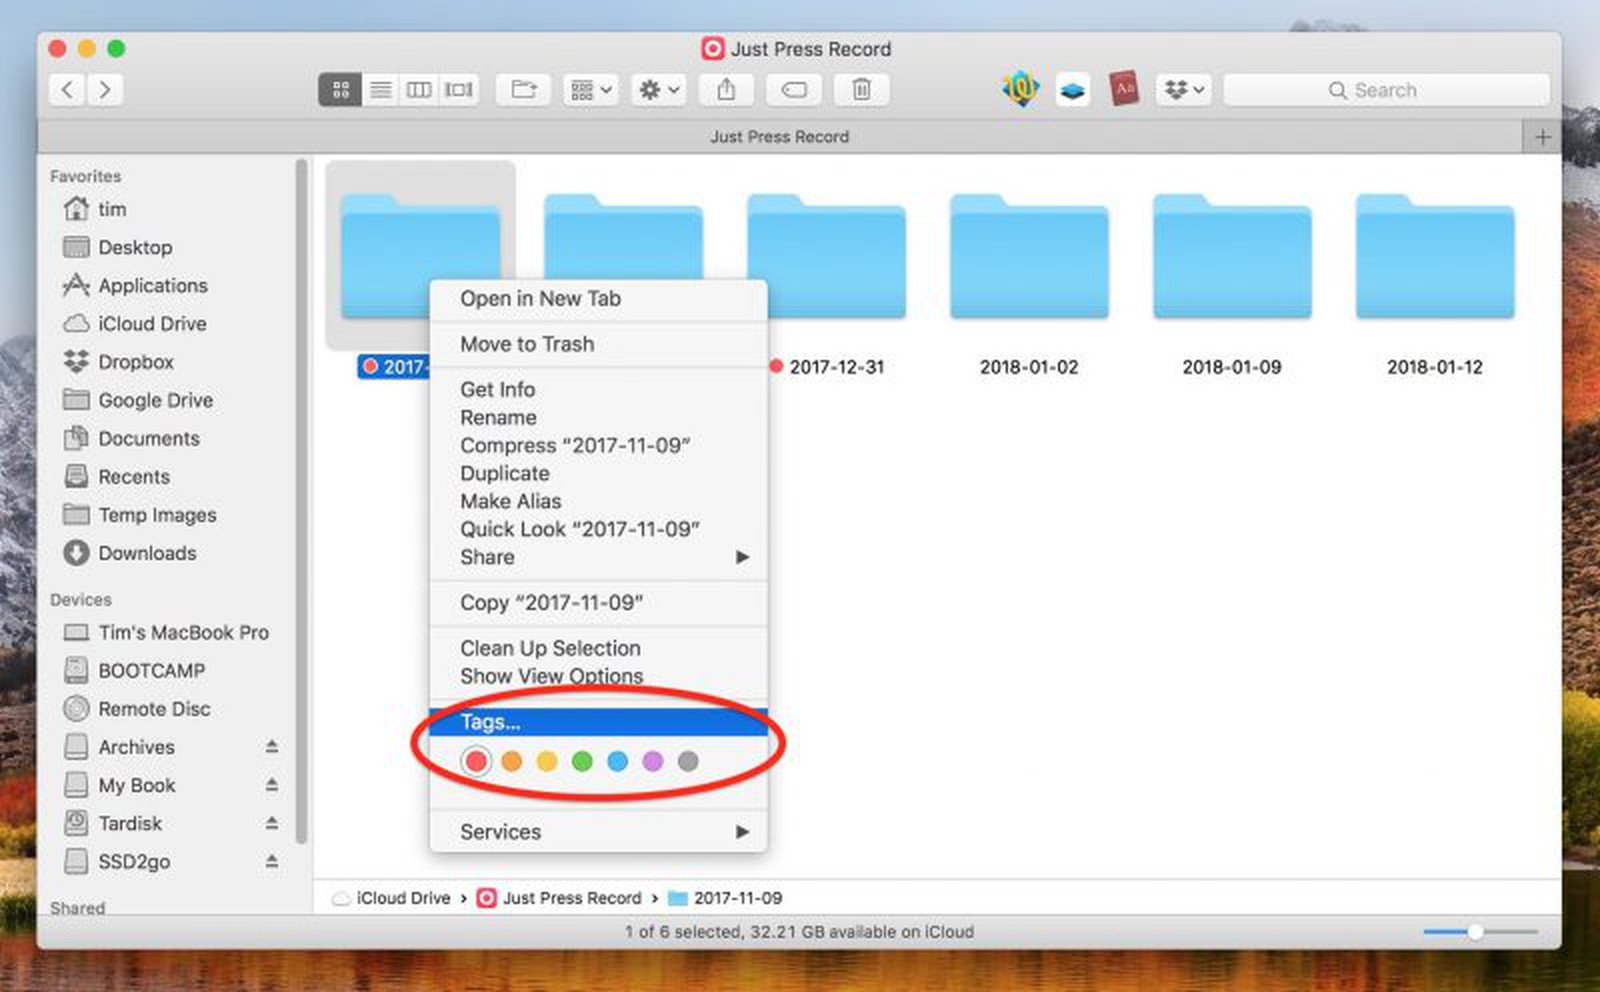 Just Press Record
Search
Just Press Record
Favorites
tim
Desktop
Applications
iCloud Drive
Dropbox
Google Drive
Documents
Recents
Temp Images
Downloads
Devices
Tim's MacBook Pro
BOOTCAMP
Remote Disc
Archives
My Book
Tardisk
SSD2go
Shared
2017-
2017-12-31
2018-01-02
2018-01-09
2018-01-12
Open in New Tab
Move to Trash
Get Info
Rename
Compress “2017-11-09”
Duplicate
Make Alias
Quick Look “2017-11-09”
Share
Copy “2017-11-09”
Clean Up Selection
Show View Options
Tags...
Services
iCloud Drive › Just Press Record › 2017-11-09
1 of 6 selected, 32.21 GB available on iCloud